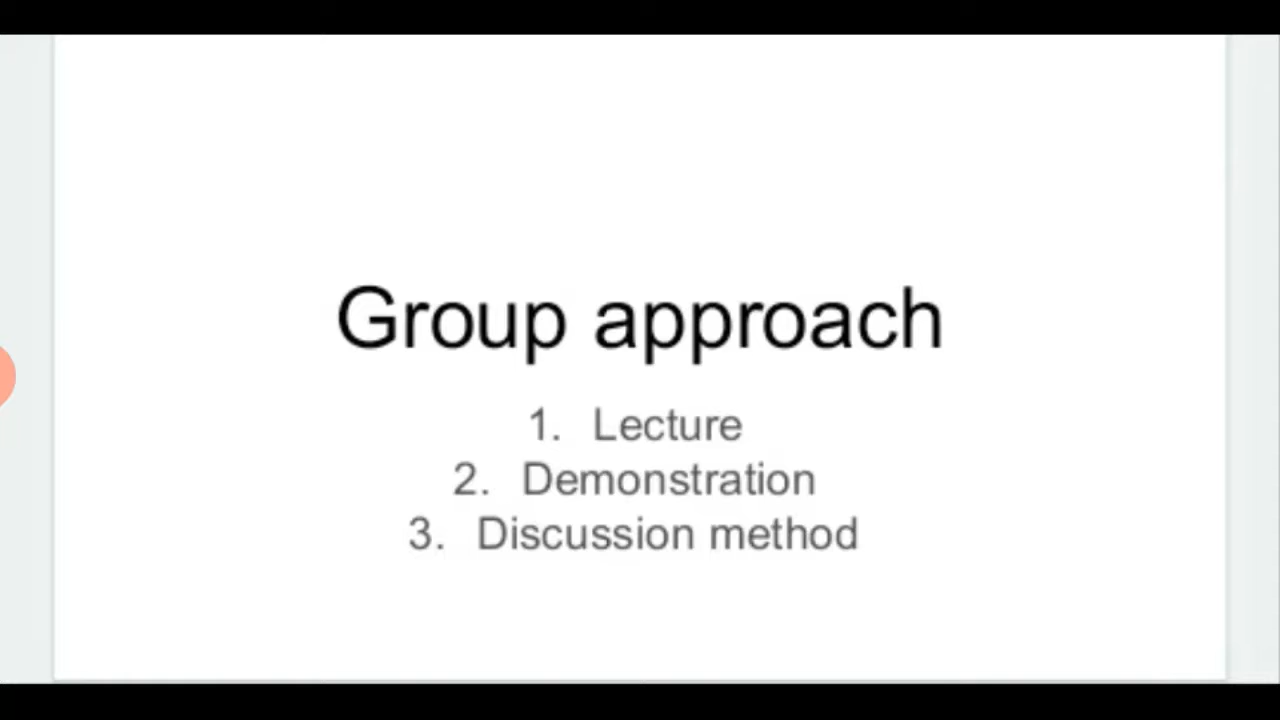 Group approach
1. Lecture
2. Demonstration
3. Discussion method